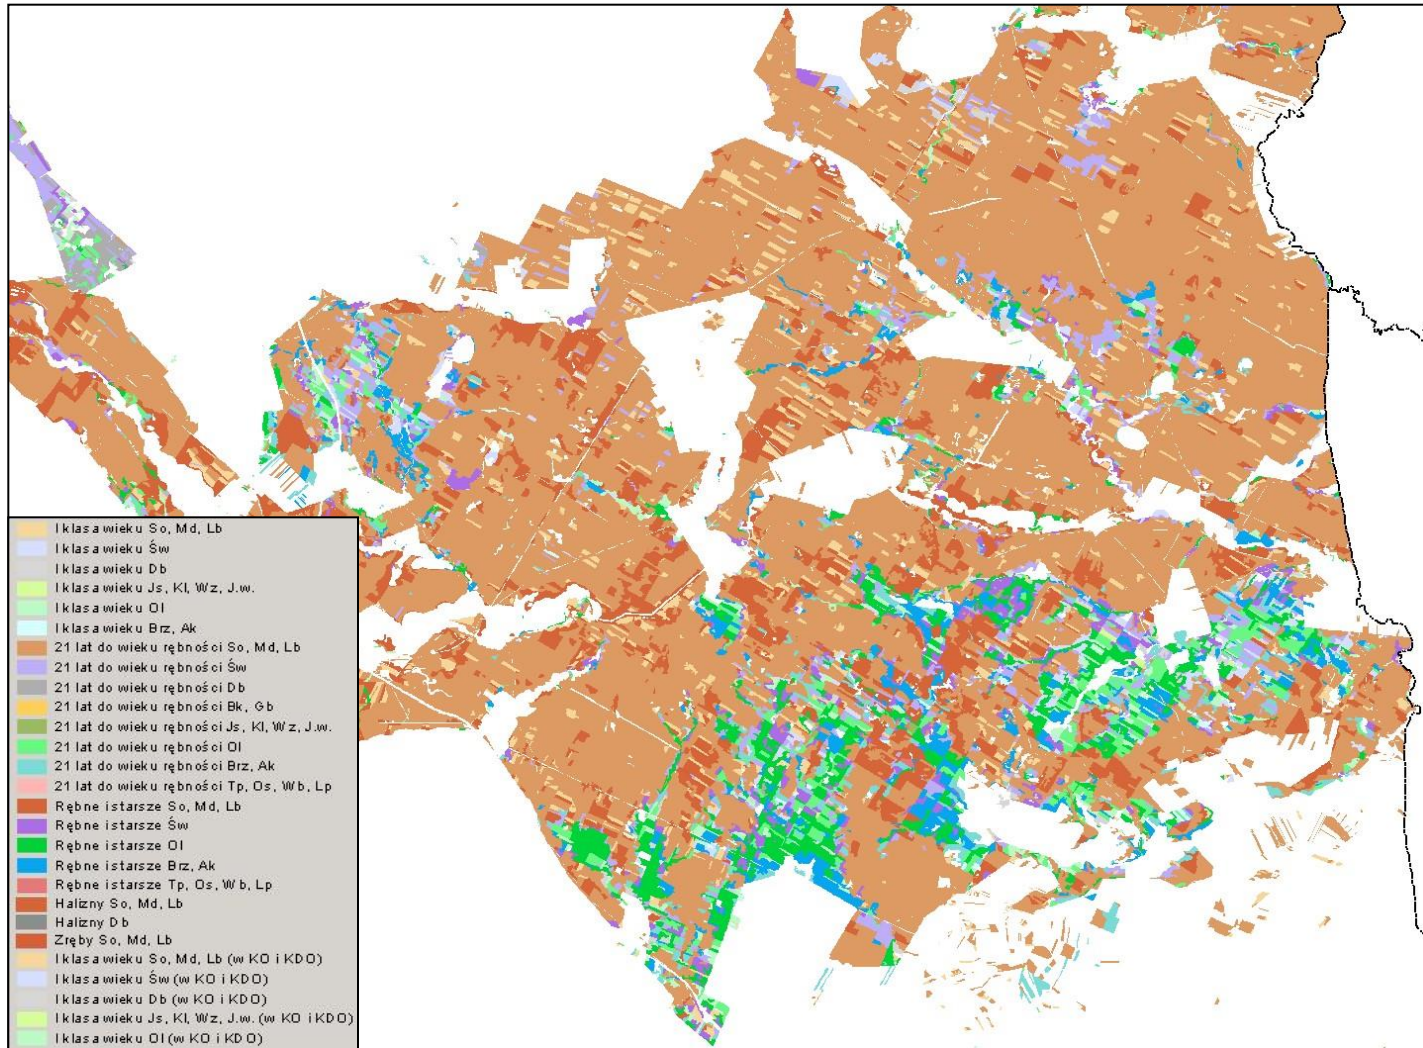 I klasa wieku So, Md, Lb
I klasa wieku Św
I klasa wieku Db
I klasa wieku Js, Kl, Wz, J.w.
I klasa wieku Ol
I klasa wieku Brz, Ak
21 lat do wieku rębności So, Md, Lb
21 lat do wieku rębności Św
21 lat do wieku rębności Db
21 lat do wieku rębności Bk, Gb
21 lat do wieku rębności Js, Kl, Wz, J.w.
21 lat do wieku rębności Ol
21 lat do wieku rębności Brz, Ak
21 lat do wieku rębności Tp, Os, Wb, Lp
Rębne i starsze So, Md, Lb
Rębne i starsze Św
Rębne i starsze Ol
Rębne i starsze Brz, Ak
Rębne i starsze Tp, Os, Wb, Lp
Halizny So, Md, Lb
Halizny Db
Zręby So, Md, Lb
I klasa wieku So, Md, Lb (w KO i KDO)
I klasa wieku Św (w KO i KDO)
I klasa wieku Db (w KO i KDO)
I klasa wieku Js, Kl, Wz, J.w. (w KO i KDO)
I klasa wieku Ol (w KO i KDO)